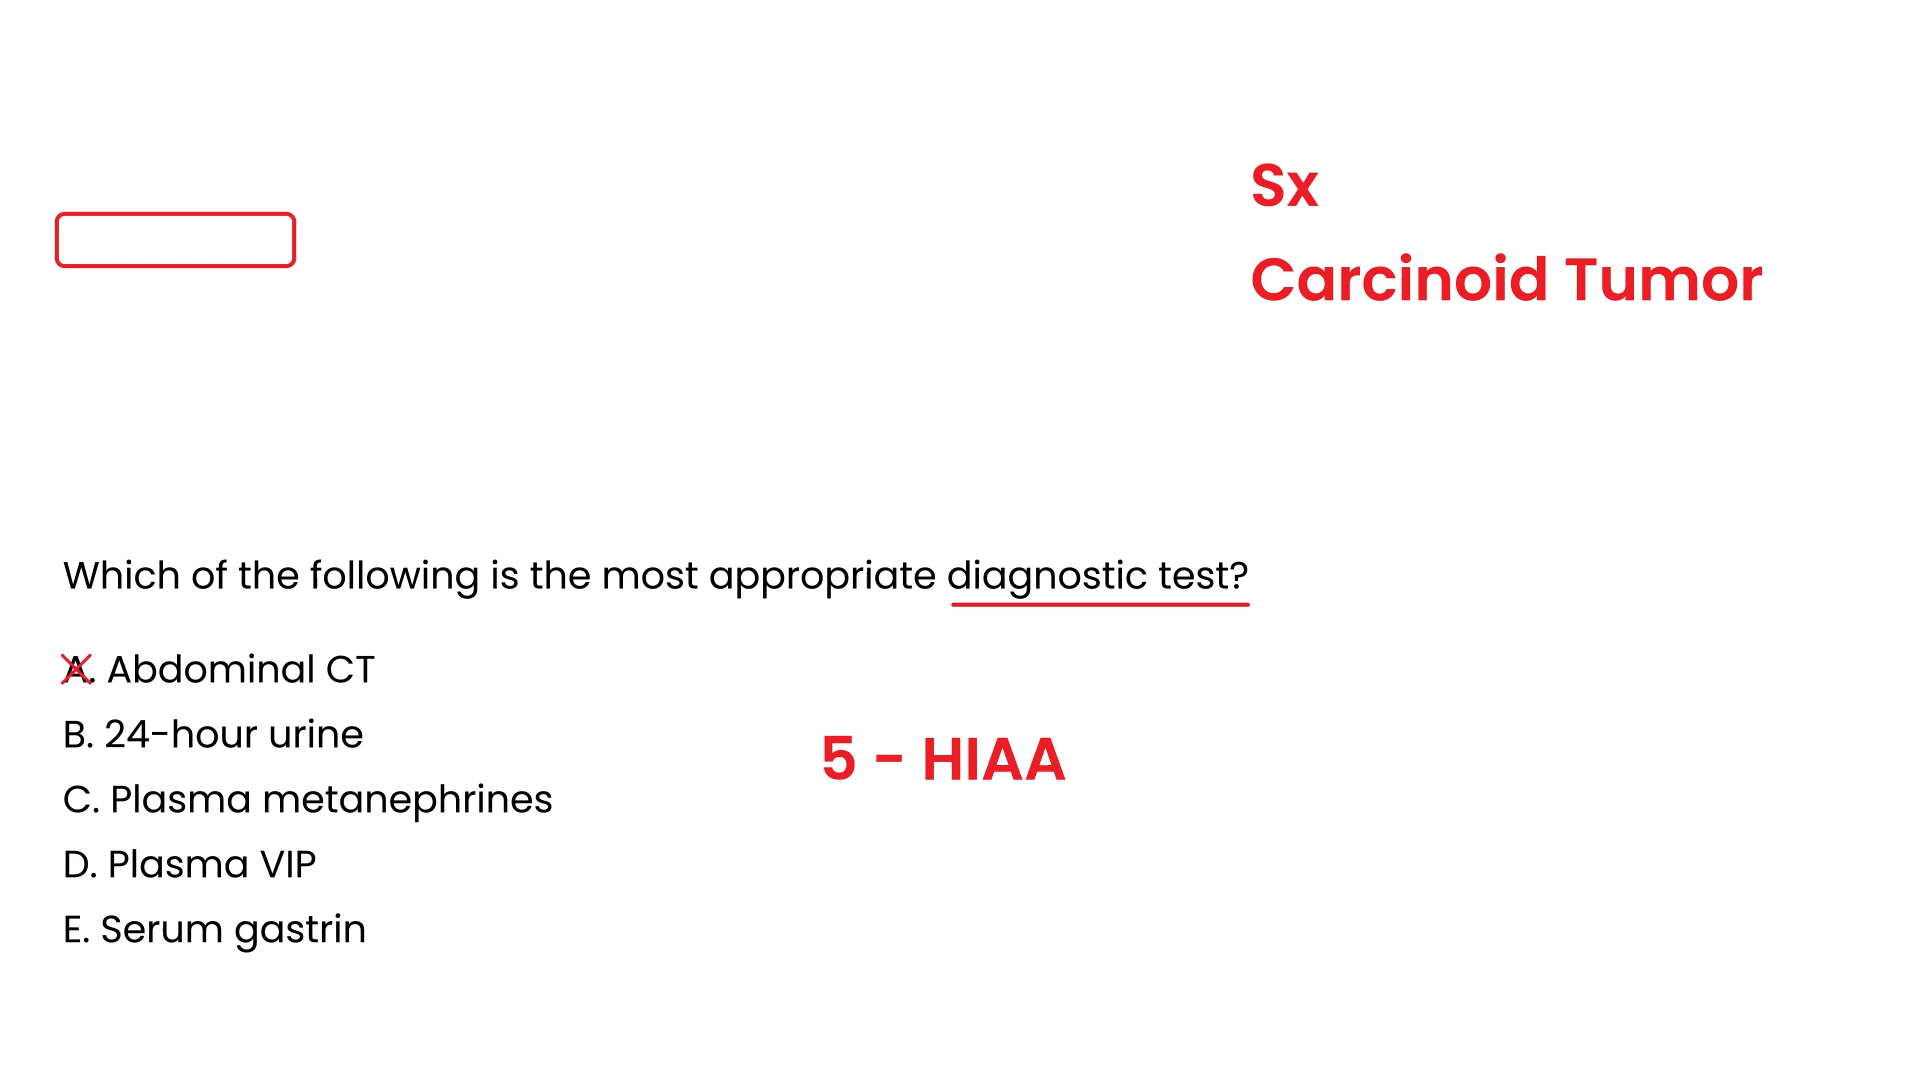 Sx
Carcinoid Tumor
Which of the following is the most appropriate diagnostic test?
A. Abdominal CT
B. 24-hour urine
5 - HIAA
C. Plasma metanephrines
D. Plasma VIP
E. Serum gastrin